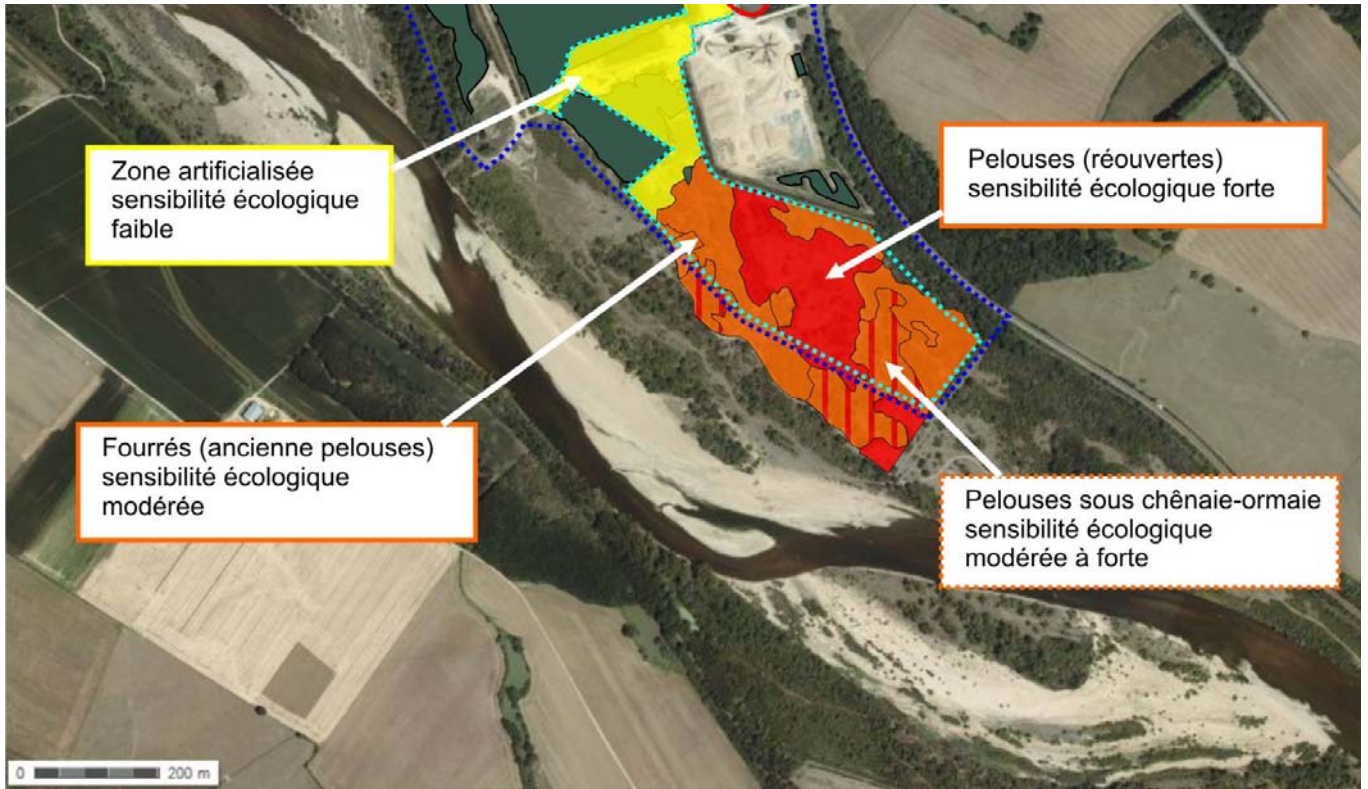 Zone artificialisée
sensibilité écologique
faible
Pelouses (réouvertes)
sensibilité écologique forte
Fourrés (ancienne pelouses)
sensibilité écologique
modérée
Pelouses sous chênaie-ormaie
sensibilité écologique
modérée à forte
0 200 m